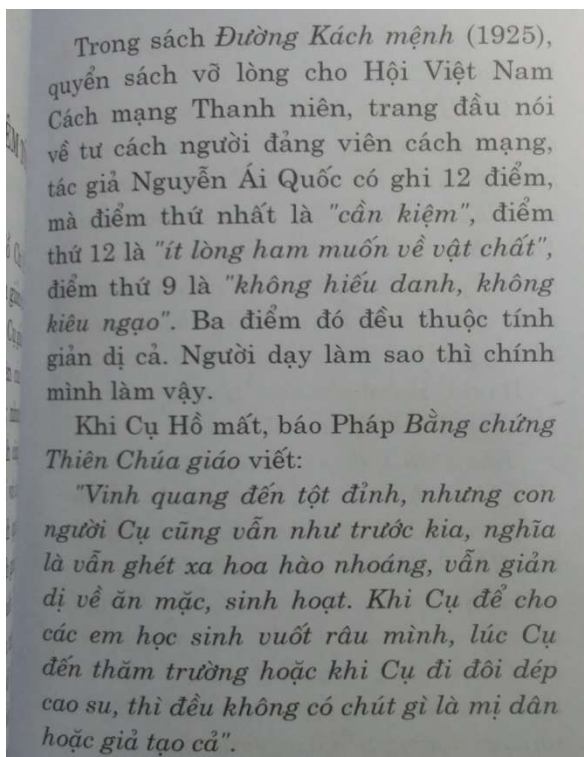 Trong sách Đường Kách mệnh (1925),
quyển sách vỡ lòng cho Hội Việt Nam
Cách mạng Thanh niên, trang đầu nói
về tư cách người đảng viên cách mạng,
tác giả Nguyễn Ái Quốc có ghi 12 điểm,
mà điểm thứ nhất là "cần kiệm", điểm
thứ 12 là "ít lòng ham muốn về vật chất",
điểm thứ 9 là "không hiếu danh, không
kiêu ngạo". Ba điểm đó đều thuộc tính
giản dị cả. Người dạy làm sao thì chính
mình làm vậy.
Khi Cụ Hồ mất, báo Pháp Bằng chứng
Thiên Chúa giáo viết:
"Vinh quang đến tột đỉnh, nhưng con
người Cụ cũng vẫn như trước kia, nghĩa
là vẫn ghét xa hoa hào nhoáng, vẫn giản
dị về ăn mặc, sinh hoạt. Khi Cụ để cho
các em học sinh vuốt râu mình, lúc Cụ
đến thăm trường hoặc khi Cụ đi đôi dép
cao su, thì đều không có chút gì là mị dân
hoặc giả tạo cả".